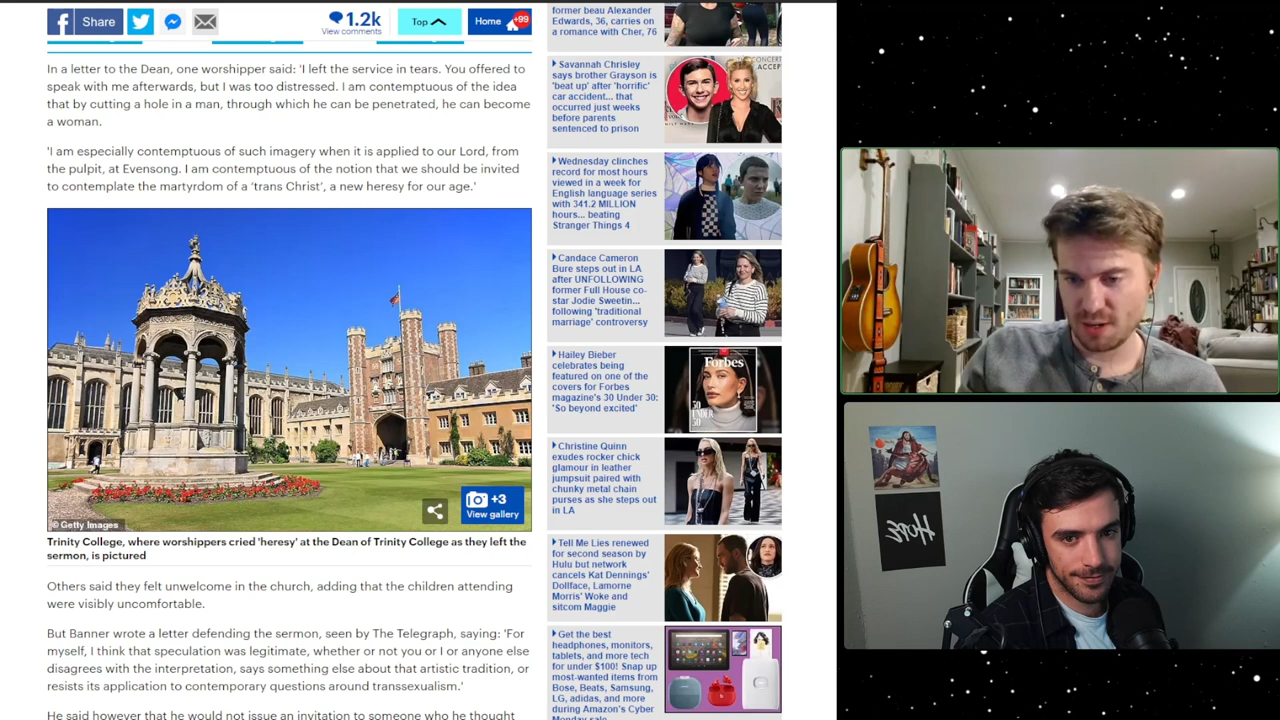 Share
1.2k
View comments
Top
Home
+99
In a letter to the Dean, one worshipper said: 'I left the service in tears. You offered to
speak with me afterwards, but I was too distressed. I am contemptuous of the idea
that by cutting a hole in a man, through which he can be penetrated, he can become
a woman.
'I am especially contemptuous of such imagery when it is applied to our Lord, from
the pulpit, at Evensong. I am contemptuous of the notion that we should be invited
to contemplate the martyrdom of a 'trans Christ', a new heresy for our age.'
© Getty Images
+3
View gallery
Trinity College, where worshippers cried 'heresy' at the Dean of Trinity College as they left the
sermon, is pictured
Others said they felt unwelcome in the church, adding that the children attending
were visibly uncomfortable.
But Banner wrote a letter defending the sermon, seen by The Telegraph, saying: 'For
myself, I think that speculation was legitimate, whether or not you or I or anyone else
disagrees with the interpretation, says something else about that artistic tradition, or
resists its application to contemporary questions around transsexualism.'
He said however that he would not issue an invitation to someone who he thought
former beau Alexander
Edwards, 36, carries on
a romance with Cher, 76
Savannah Chrisley
says brother Grayson is
'beat up' after 'horrific'
car accident... that
occurred just weeks
before parents
sentenced to prison
CONCERT
ACCEP
Wednesday clinches
record for most hours
viewed in a week for
English language series
with 341.2 MILLION
hours... beating
Stranger Things 4
Candace Cameron
Bure steps out in LA
after UNFOLLOWING
former Full House co-
star Jodie Sweetin...
following 'traditional
marriage' controversy
Hailey Bieber
celebrates being
featured on one of the
covers for Forbes
magazine's 30 Under 30:
'So beyond excited'
Forbes
30
UNDER
30
Christine Quinn
exudes rocker chick
glamour in leather
jumpsuit paired with
chunky metal chain
purses as she steps out
in LA
Tell Me Lies renewed
for second season by
Hulu but network
cancels Kat Dennings'
Dollface, Lamorne
Morris' Woke and
sitcom Maggie
Get the best
headphones, monitors,
tablets, and more tech
for under $100! Snap up
most-wanted items from
Bose, Beats, Samsung,
LG, adidas, and more
during Amazon's Cyber
Monday sale
HOPE